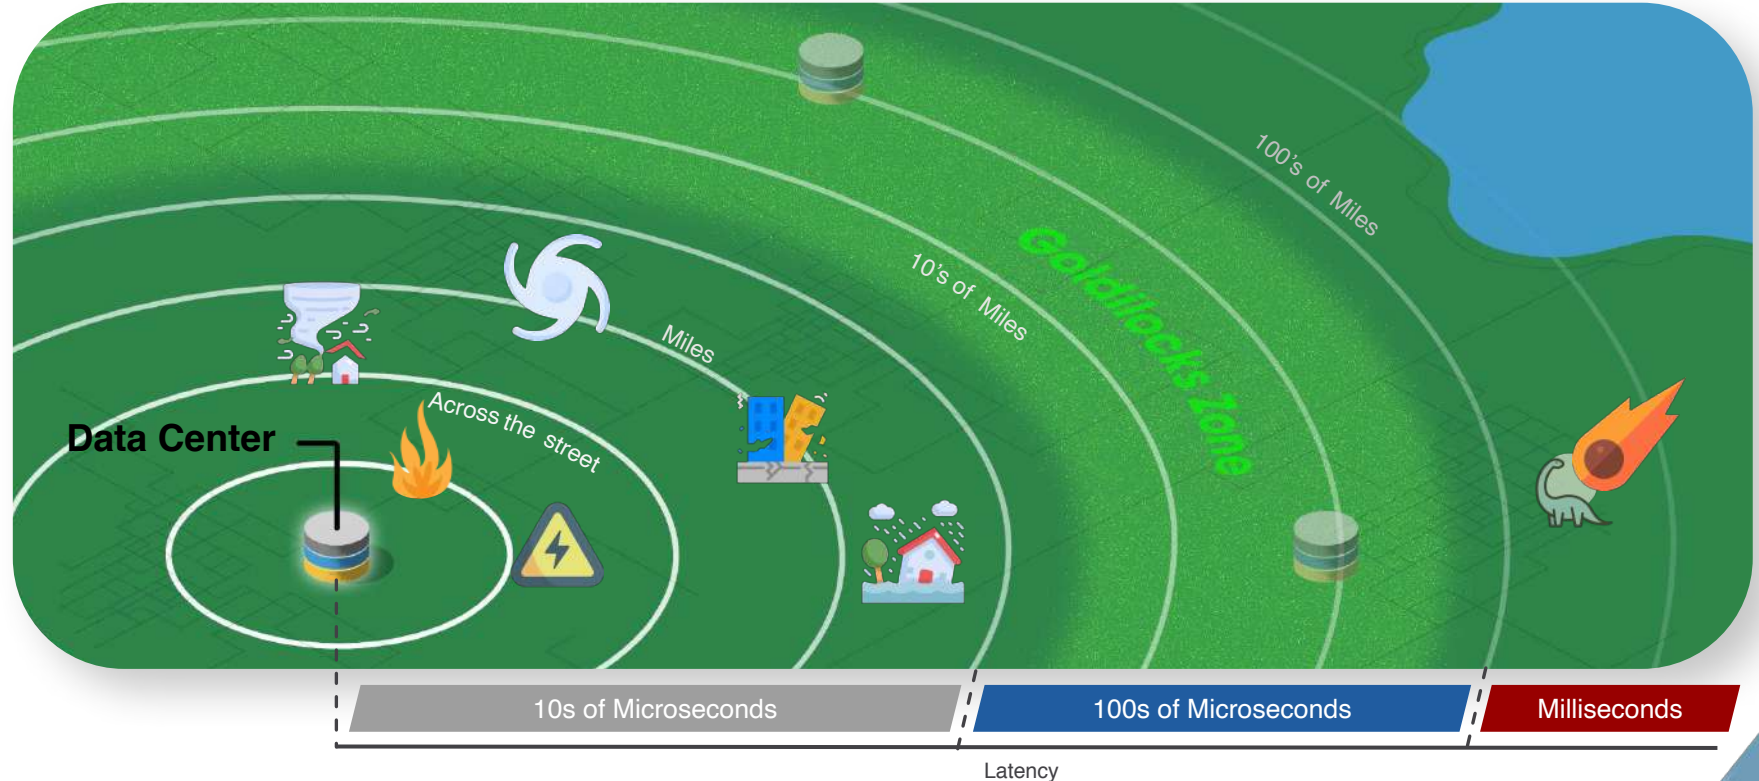 100's of Miles
Goldilocks Zone
10's of Miles
Miles
Across the street
Data Center
10s of Microseconds
100s of Microseconds
Milliseconds
Latency